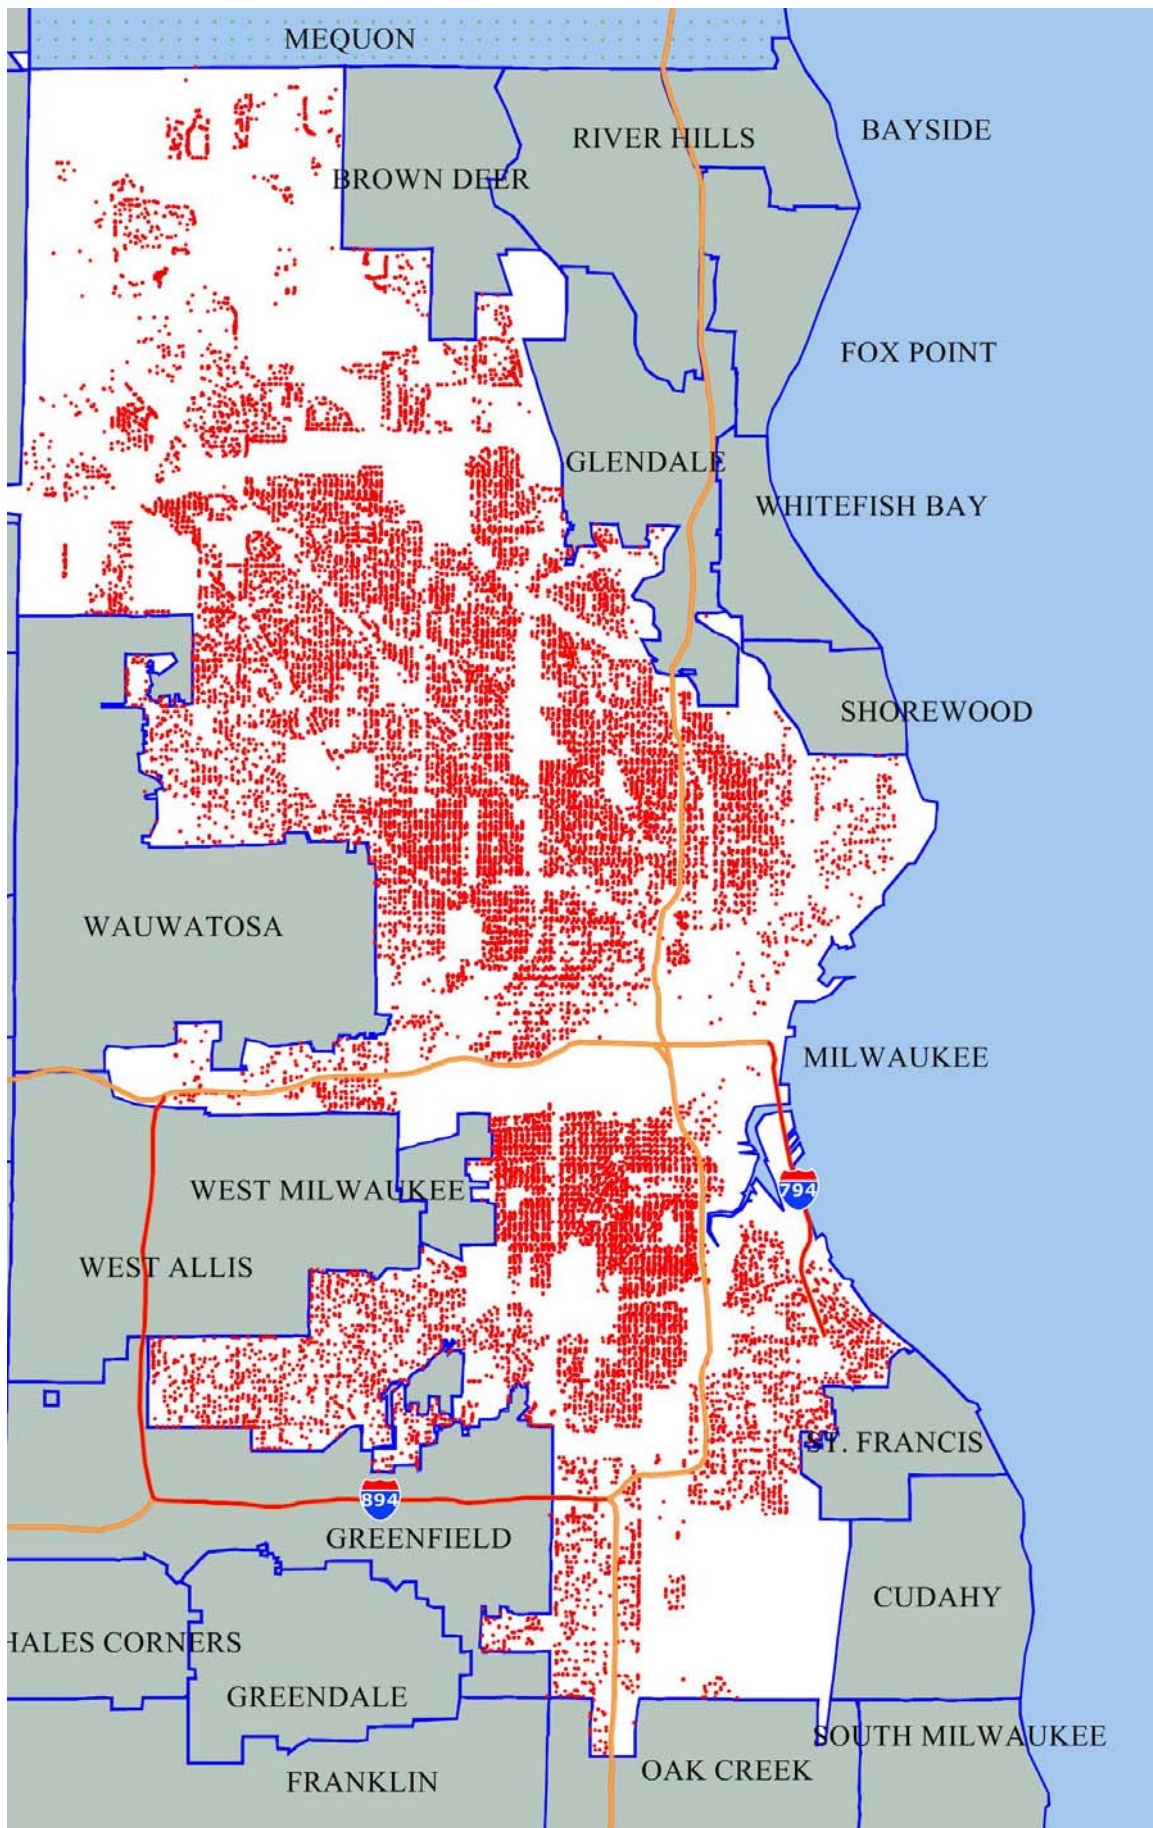 MEQUON
BAYSIDE
RIVER HILLS
BROWN DEER
FOX POINT
GLENDALE
WHITEFISH BAY
SHOREWOOD
WAUWATOSA
MILWAUKEE
794
WEST MILWAUKEE
WEST ALLIS
ST. FRANCIS
894
GREENFIELD
CUDAHY
HALES CORNERS
GREENDALE
SOUTH MILWAUKEE
OAK CREEK
FRANKLIN